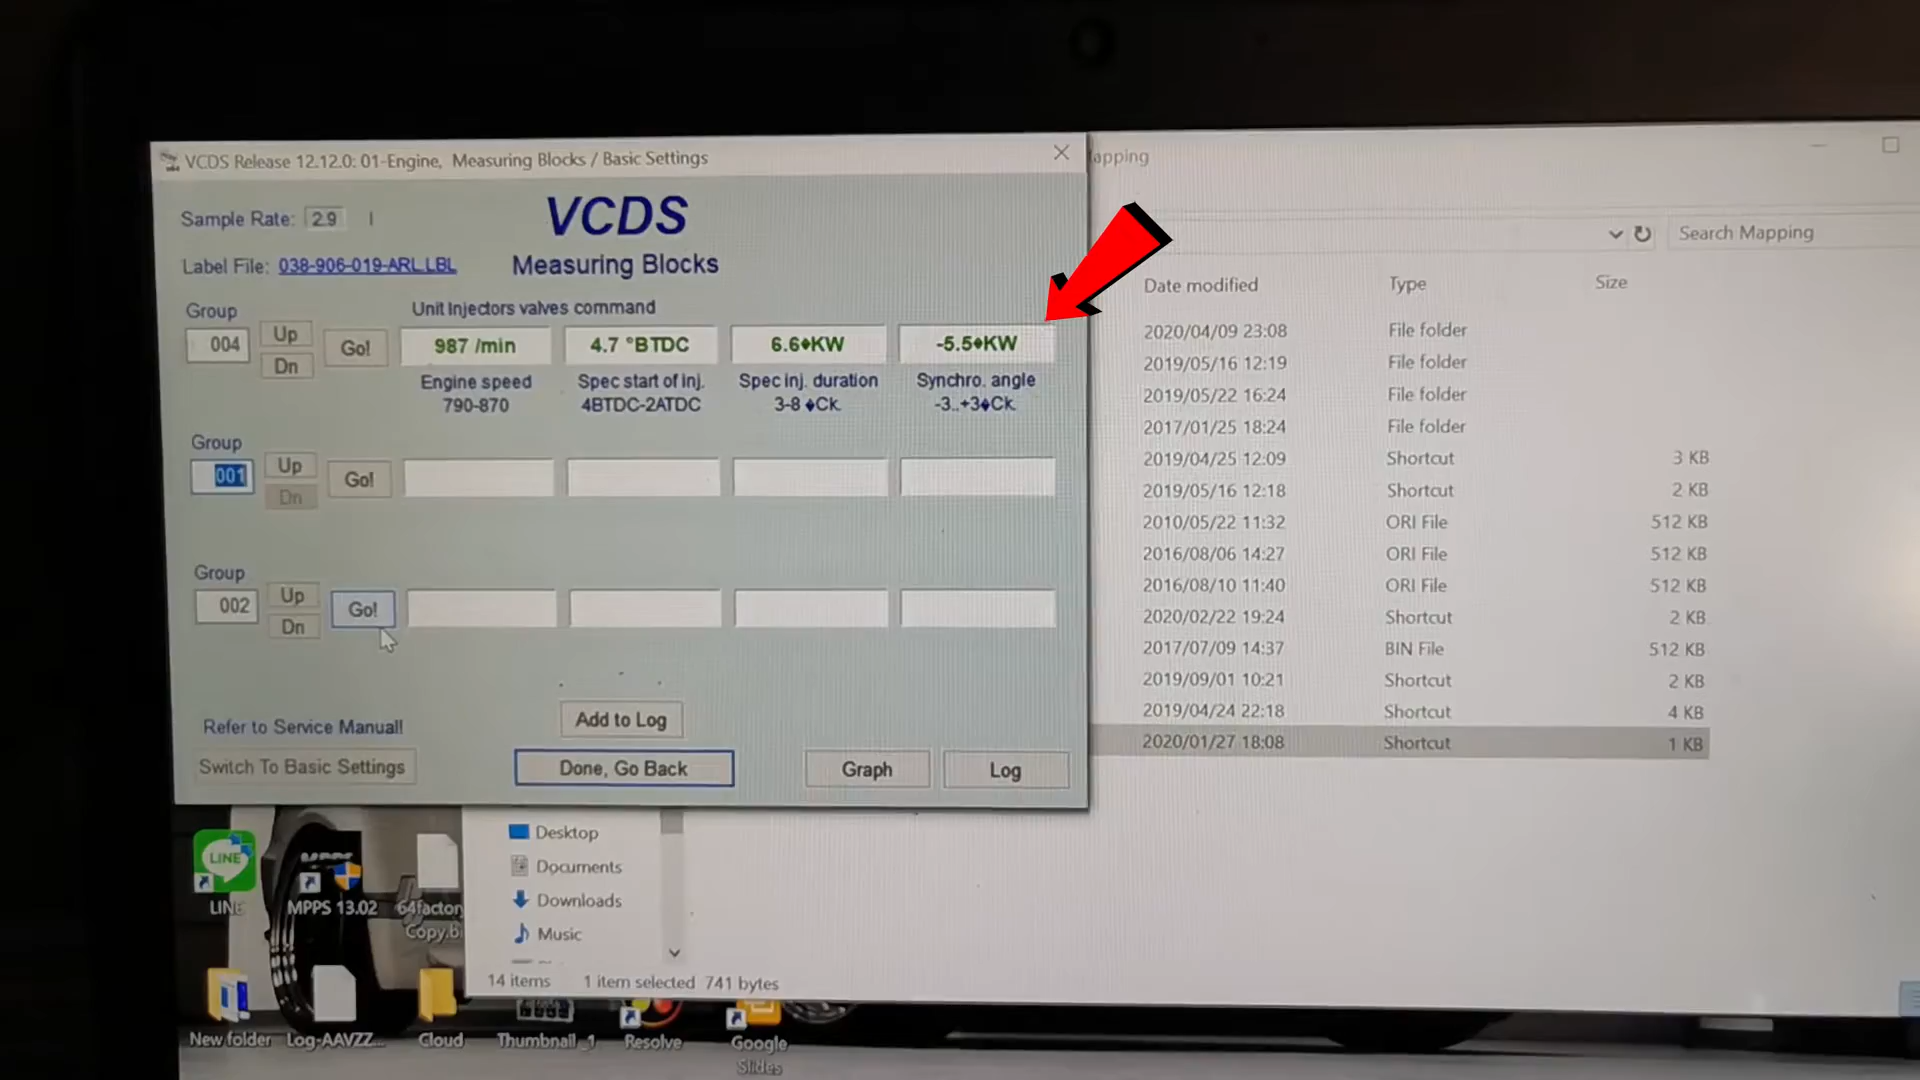 VCDS Release 12.12.0: 01-Engine, Measuring Blocks / Basic Settings
Sample Rate: 2.9
VCDS
Label File: 038-906-019-ARL.LBL
Measuring Blocks
Group
Unit Injectors valves command
004
Up
Dn
Go!
987 /min
4.7 °BTDC
6.6♦KW
-5.5♦KW
Engine speed
Spec start of inj.
Spec inj. duration
Synchro. angle
790-870
4BTDC-2ATDC
3-8 ♦Ck.
-3..+3♦Ck.
Group
001
Up
Dn
Go!
Group
002
Up
Dn
Go!
Refer to Service Manual!
Add to Log
Switch To Basic Settings
Done, Go Back
Graph
Log
Search Mapping
Date modified Type Size
2020/04/09 23:08 File folder
2019/05/16 12:19 File folder
2019/05/22 16:24 File folder
2017/01/25 18:24 File folder
2019/04/25 12:09 Shortcut 3 KB
2019/05/16 12:18 Shortcut 2 KB
2010/05/22 11:32 ORI File 512 KB
2016/08/06 14:27 ORI File 512 KB
2016/08/10 11:40 ORI File 512 KB
2020/02/22 19:24 Shortcut 2 KB
2017/07/09 14:37 BIN File 512 KB
2019/09/01 10:21 Shortcut 2 KB
2019/04/24 22:18 Shortcut 4 KB
2020/01/27 18:08 Shortcut 1 KB
Desktop
Documents
Downloads
Music
14 items 1 item selected 741 bytes
LINE
LINE
MPPS 13.02
64factory
Copy.b
New folder
Log-AAVZZ...
Cloud
Thumbnail_1
Resolve
Google
Slides